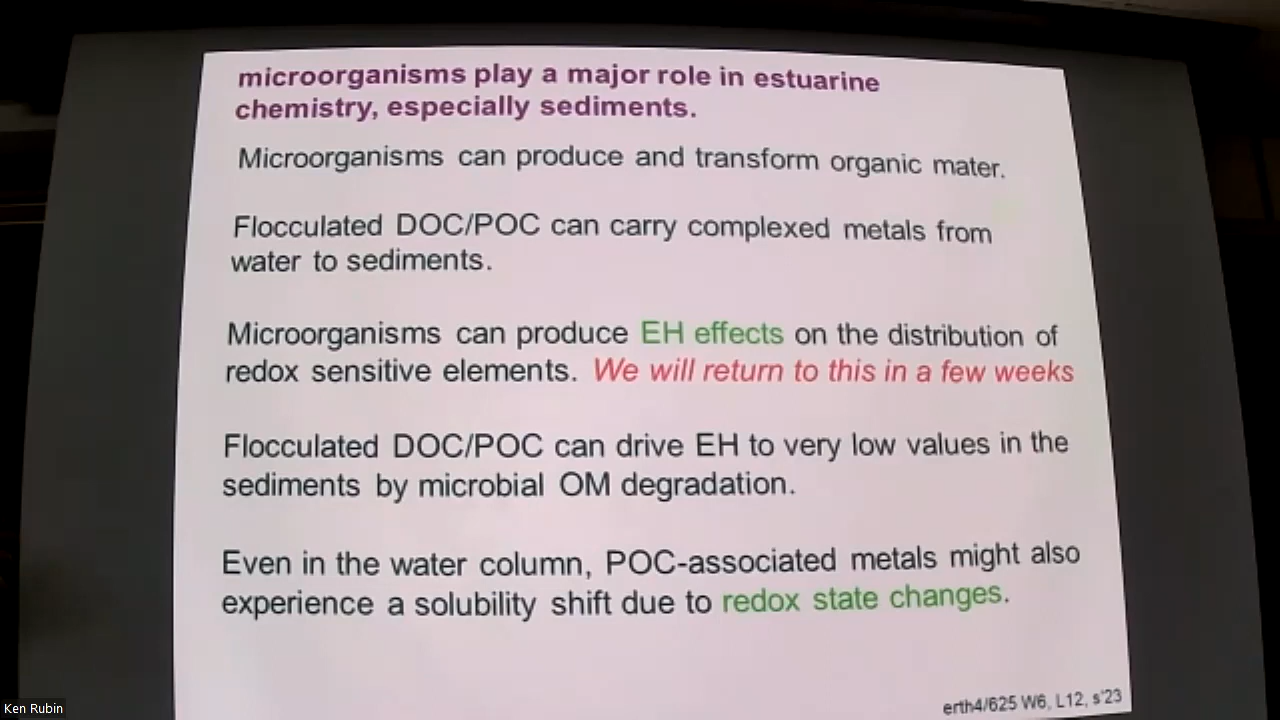 microorganisms play a major role in estuarine
chemistry, especially sediments.
Microorganisms can produce and transform organic mater.
Flocculated DOC/POC can carry complexed metals from
water to sediments.
Microorganisms can produce EH effects on the distribution of
redox sensitive elements. We will return to this in a few weeks
Flocculated DOC/POC can drive EH to very low values in the
sediments by microbial OM degradation.
Even in the water column, POC-associated metals might also
experience a solubility shift due to redox state changes.
erth4/625 W6, L12, s'23
Ken Rubin